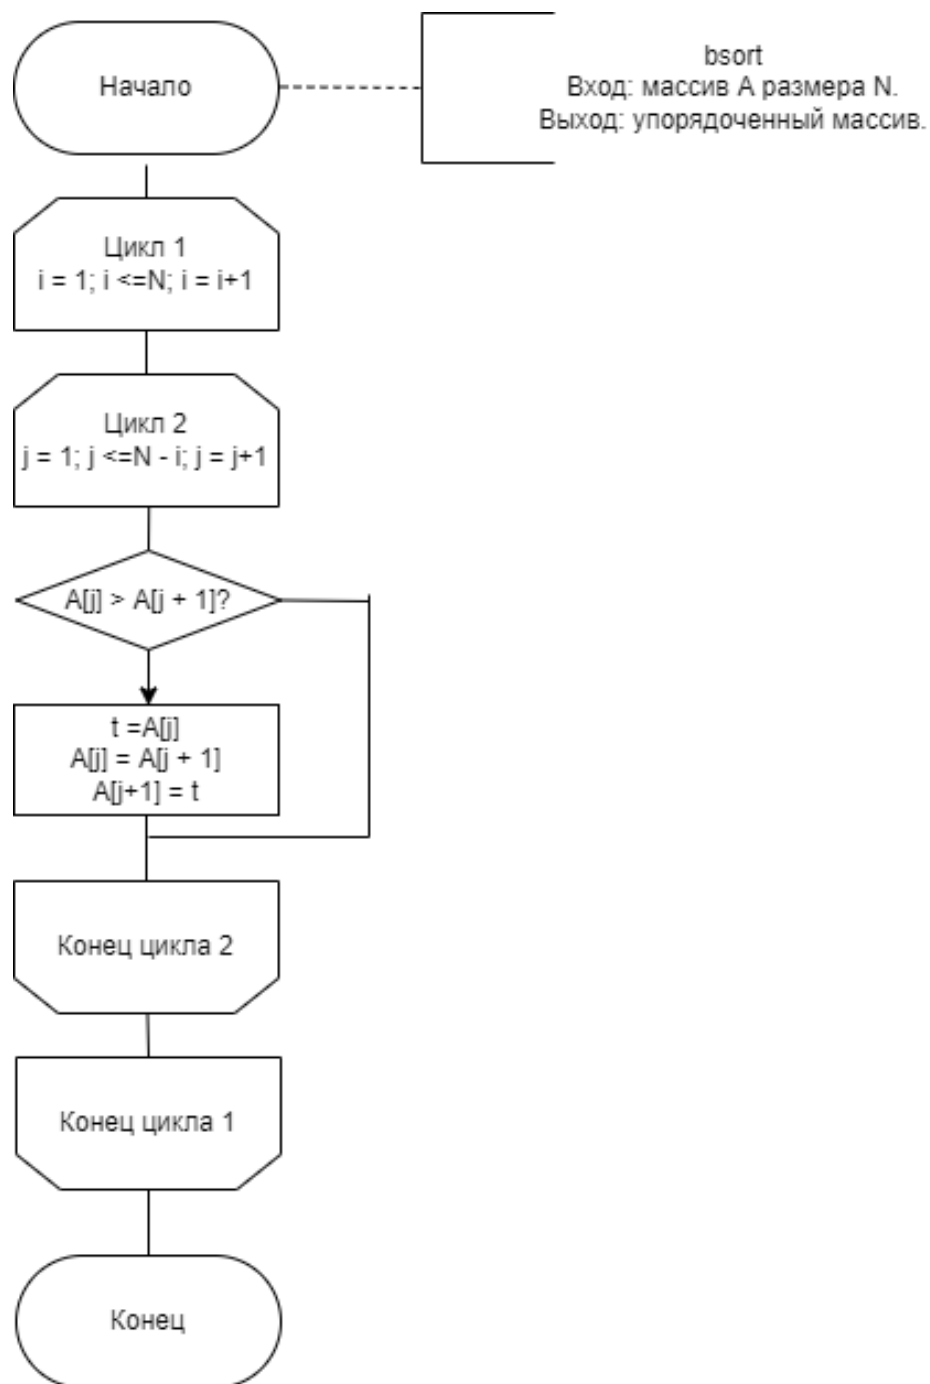 Начало
bsort
Вход: массив А размера N.
Выход: упорядоченный массив.
Цикл 1
i = 1; i <=N; i = i+1
Цикл 2
j = 1; j <=N - i; j = j+1
A[j] > A[j + 1]?
t =A[j]
A[j] = A[j + 1]
A[j+1] = t
Конец цикла 2
Конец цикла 1
Конец